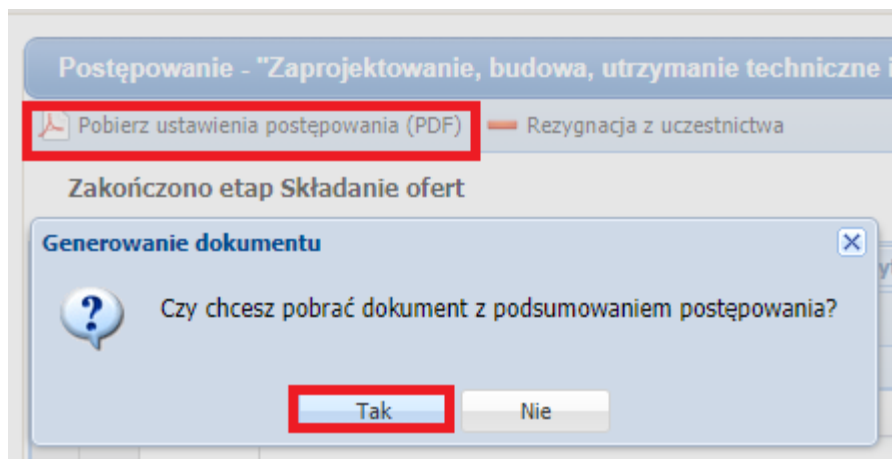 Postępowanie - "Zaprojektowanie, budowa, utrzymanie techniczne i
Pobierz ustawienia postępowania (PDF) Rezygnacja z uczestnictwa
Zakończono etap Składanie ofert
Generowanie dokumentu
Czy chcesz pobrać dokument z podsumowaniem postępowania?
Tak Nie